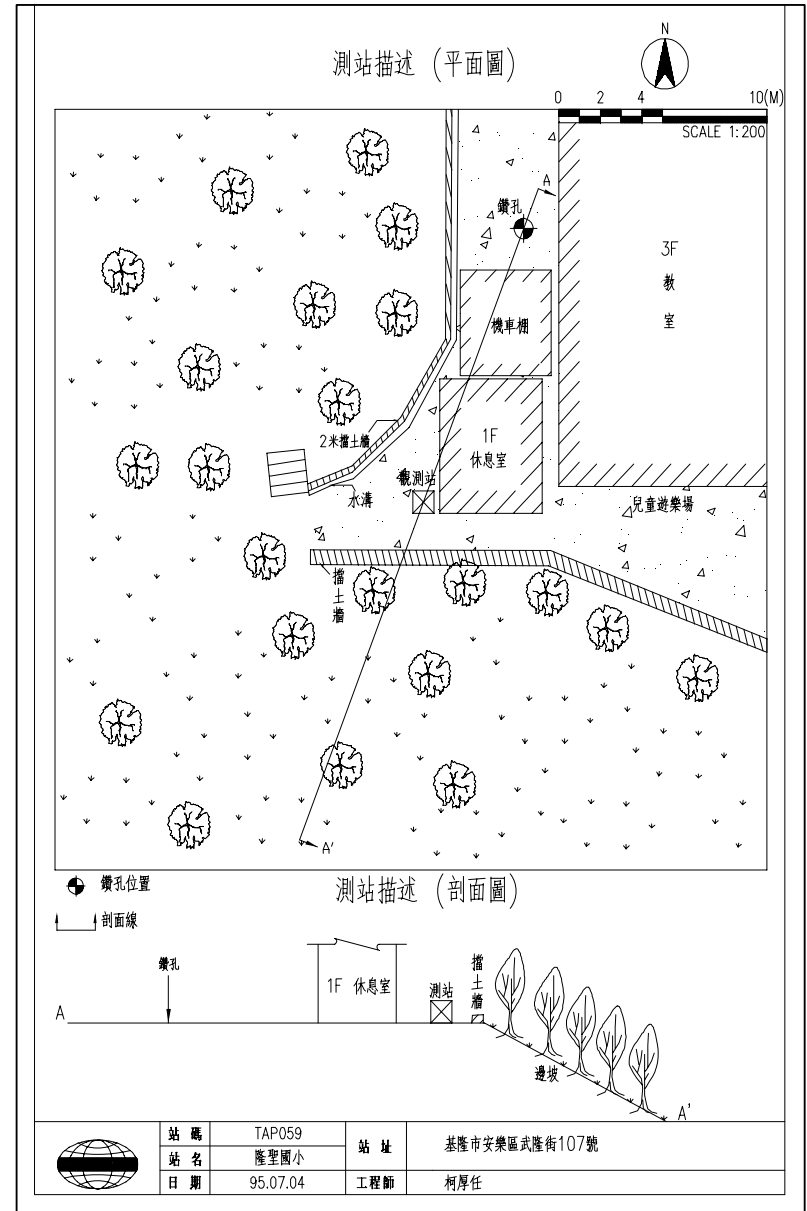 測站描述 (平面圖)
N
0 2 4 10(M)
SCALE 1:200
A
鑽孔
3F
教
室
機車棚
2米擋土牆
1F
休息室
觀測站
水溝
兒童遊樂場
擋
土
牆
A'
鑽孔位置
測站描述 (剖面圖)
剖面線
鑽孔
1F 休息室
測站
擋
土
牆
A
邊坡
A'
站 碼 TAP059
站 名 隆聖國小
站 址 基隆市安樂區武隆街107號
日 期 95.07.04
工程師 柯厚任